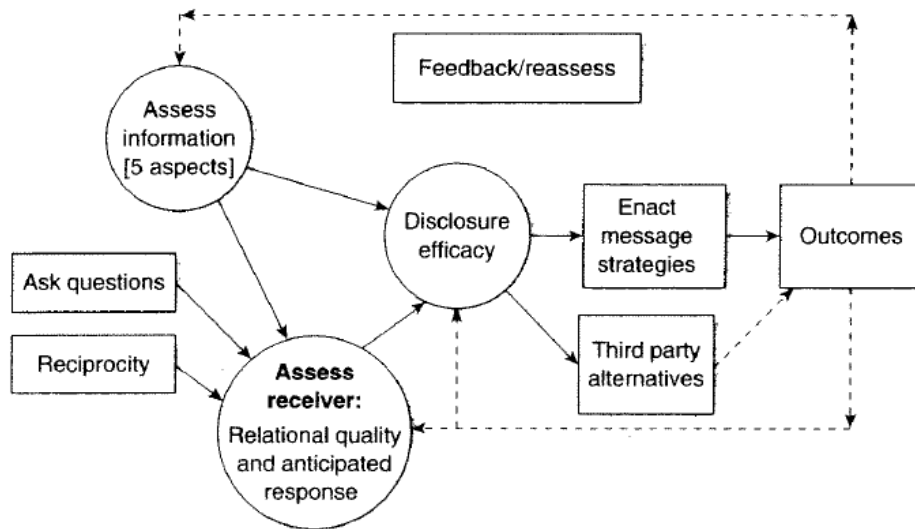 Feedback/reassess
Assess
information
[5 aspects]
Disclosure
efficacy
Enact
message
strategies
Outcomes
Ask questions
Reciprocity
Third party
alternatives
Assess
receiver:
Relational quality
and anticipated
response